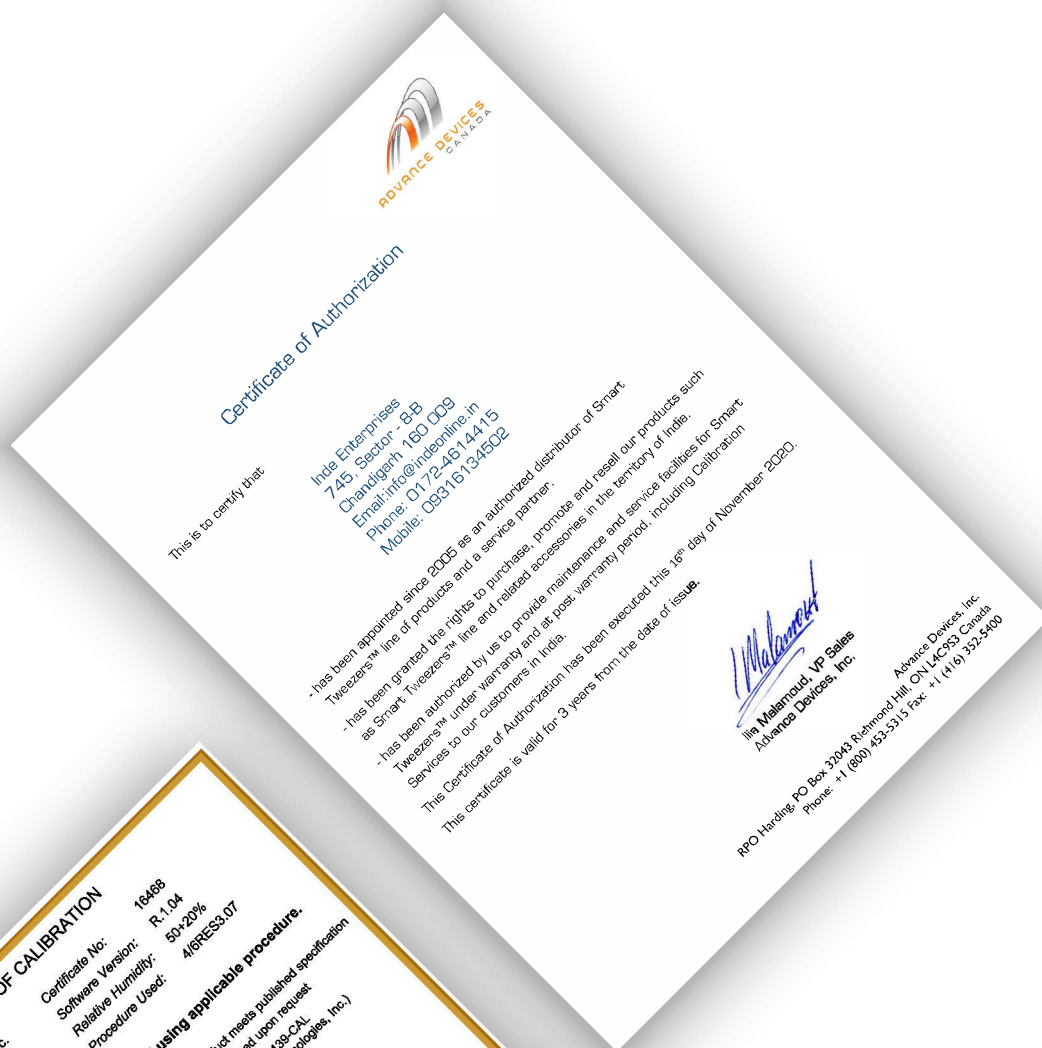 ADVANCE DEVICES
CANADA
Certificate of Authorization
This is to certify that
Inde Enterprises
745, Sector - 8-B
Chandigarh 160 009
Email:info@indeonline.in
Phone: 0172-4614415
Mobile: 09316134502
- has been appointed since 2005 as an authorized distributor of Smart
Tweezers™ line of products and a service partner.
- has been granted the rights to purchase, promote and resell our products such
as Smart Tweezers™ line and related accessories in the territory of India.
- has been authorized by us to provide maintenance and service facilities for Smart
Tweezers™ under warranty and at post warranty period, including Calibration
Services to our customers in India.
This Certificate of Authorization has been executed this 16th day of November 2020.
This certificate is valid for 3 years from the date of issue.
Ilia Malamoud, VP Sales
Advance Devices, Inc.
Advance Devices, Inc.
RPO Harding, PO Box 32043 Richmond Hill, ON L4C9S3 Canada
Phone: +1 (800) 453-5315 Fax: +1 (416) 352-5400
OF CALIBRATION
Certificate No: 16468
Software Version: R.1.04
Relative Humidity: 50+20%
Procedure Used: 4/6RES3.07
using applicable procedure.
meets published specification
upon request
139-CAL
Inc.)